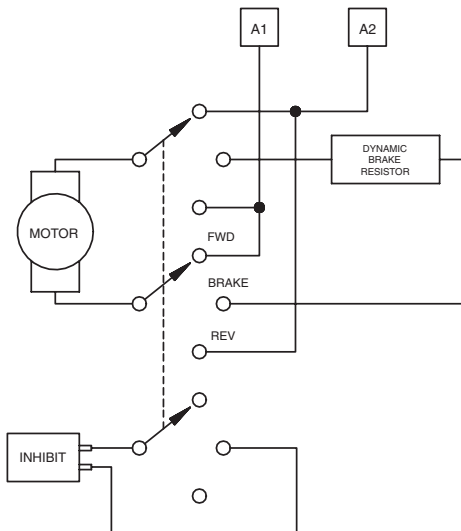 A1
A2
DYNAMIC
BRAKE
RESISTOR
MOTOR
FWD
BRAKE
REV
INHIBIT